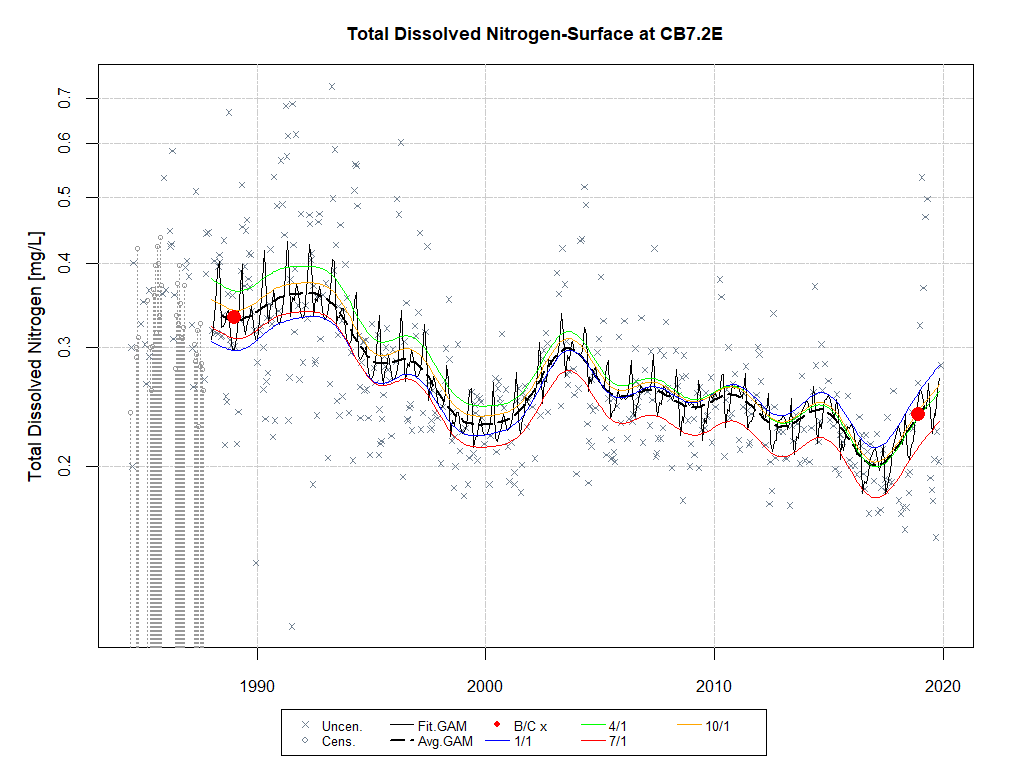 Total Dissolved Nitrogen-Surface at CB7.2E
Total Dissolved Nitrogen [mg/L]
0.7
0.6
0.5
0.4
0.3
0.2
1990 2000 2010 2020
Uncen. Fit.GAM B/C x 4/1 10/1
Cens. Avg.GAM 1/1 7/1